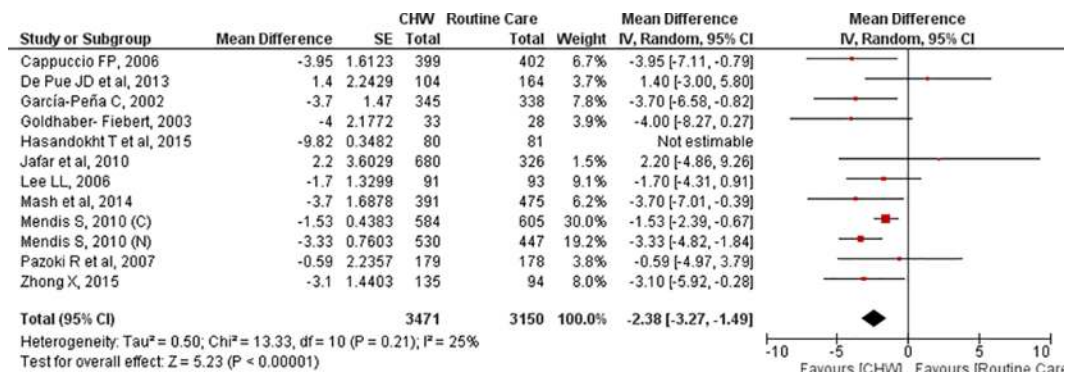 CHW Routine Care Mean Difference Mean Difference
Study or Subgroup Mean Difference SE Total Total Weight IV, Random, 95% CI IV, Random, 95% CI
Cappuccio FP, 2006 -3.95 1.6123 399 402 6.7% -3.95 [-7.11, -0.79]
De Pue JD et al, 2013 1.4 2.2429 104 164 3.7% 1.40 [-3.00, 5.80]
García-Peña C, 2002 -3.7 1.47 345 338 7.8% -3.70 [-6.58, -0.82]
Goldhaber- Fiebert, 2003 -4 2.1772 33 28 3.9% -4.00 [-8.27, 0.27]
Hasandokht T et al, 2015 -9.82 0.3482 80 81 Not estimable
Jafar et al, 2010 2.2 3.6029 680 326 1.5% 2.20 [-4.86, 9.26]
Lee LL, 2006 -1.7 1.3299 91 93 9.1% -1.70 [-4.31, 0.91]
Mash et al, 2014 -3.7 1.6878 391 475 6.2% -3.70 [-7.01, -0.39]
Mendis S, 2010 (C) -1.53 0.4383 584 605 30.0% -1.53 [-2.39, -0.67]
Mendis S, 2010 (N) -3.33 0.7603 530 447 19.2% -3.33 [-4.82, -1.84]
Pazoki R et al, 2007 -0.59 2.2357 179 178 3.8% -0.59 [-4.97, 3.79]
Zhong X, 2015 -3.1 1.4403 135 94 8.0% -3.10 [-5.92, -0.28]
Total (95% CI) 3471 3150 100.0% -2.38 [-3.27, -1.49]
Heterogeneity: Tau² = 0.50; Chi² = 13.33, df = 10 (P = 0.21); I² = 25%
Test for overall effect: Z = 5.23 (P < 0.00001)
-10 -5 0 5 10
Favours [CHW] Favours [Routine Care